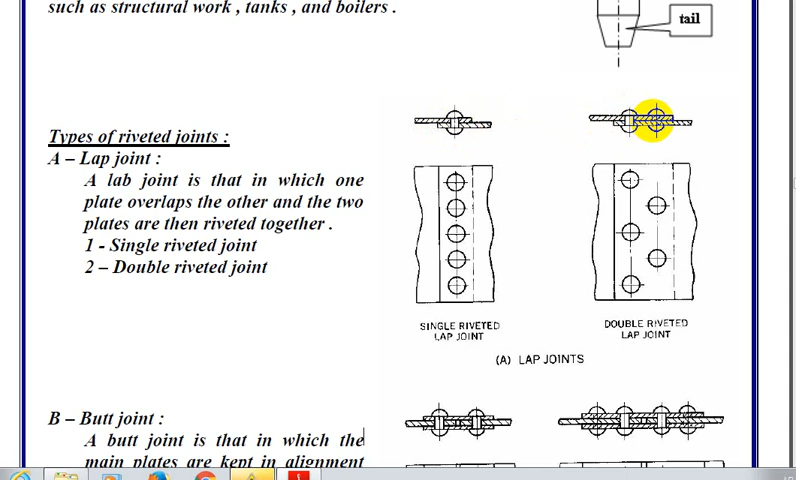 such as structural work , tanks , and boilers .
tail
Types of riveted joints :
A – Lap joint :
A lab joint is that in which one
plate overlaps the other and the two
plates are then riveted together .
1 - Single riveted joint
2 – Double riveted joint
SINGLE RIVETED
LAP JOINT
DOUBLE RIVETED
LAP JOINT
(A) LAP JOINTS
B – Butt joint :
A butt joint is that in which the
main plates are kept in alignment